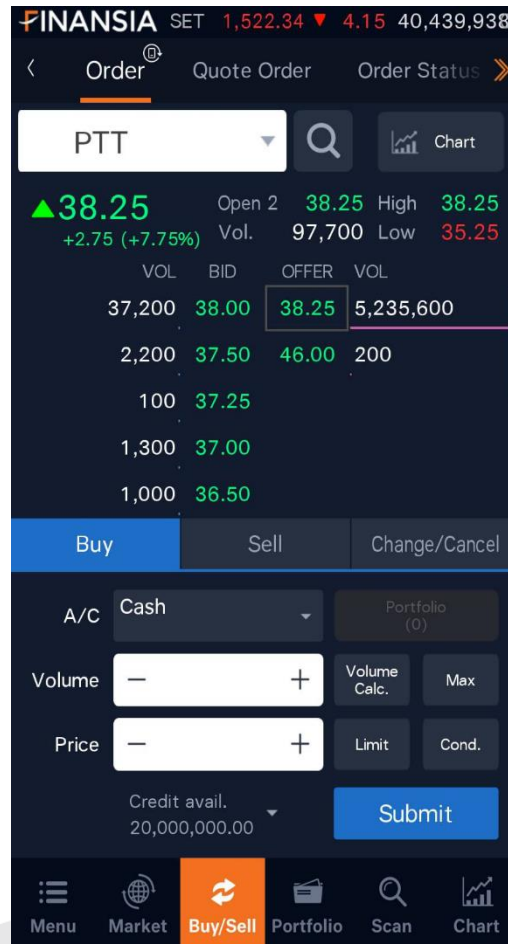 FINANSIA SET 1,522.34 ▼ 4.15 40,439,938
Order Quote Order Order Status
PTT Chart
▲38.25 Open 2 38.25 High 38.25
+2.75 (+7.75%) Vol. 97,700 Low 35.25
VOL BID OFFER VOL
37,200 38.00 38.25 5,235,600
2,200 37.50 46.00 200
100 37.25
1,300 37.00
1,000 36.50
Buy Sell Change/Cancel
A/C Cash Portfolio (0)
Volume − + Volume Calc. Max
Price − + Limit Cond.
Credit avail.
20,000,000.00 Submit
Menu Market Buy/Sell Portfolio Scan Chart